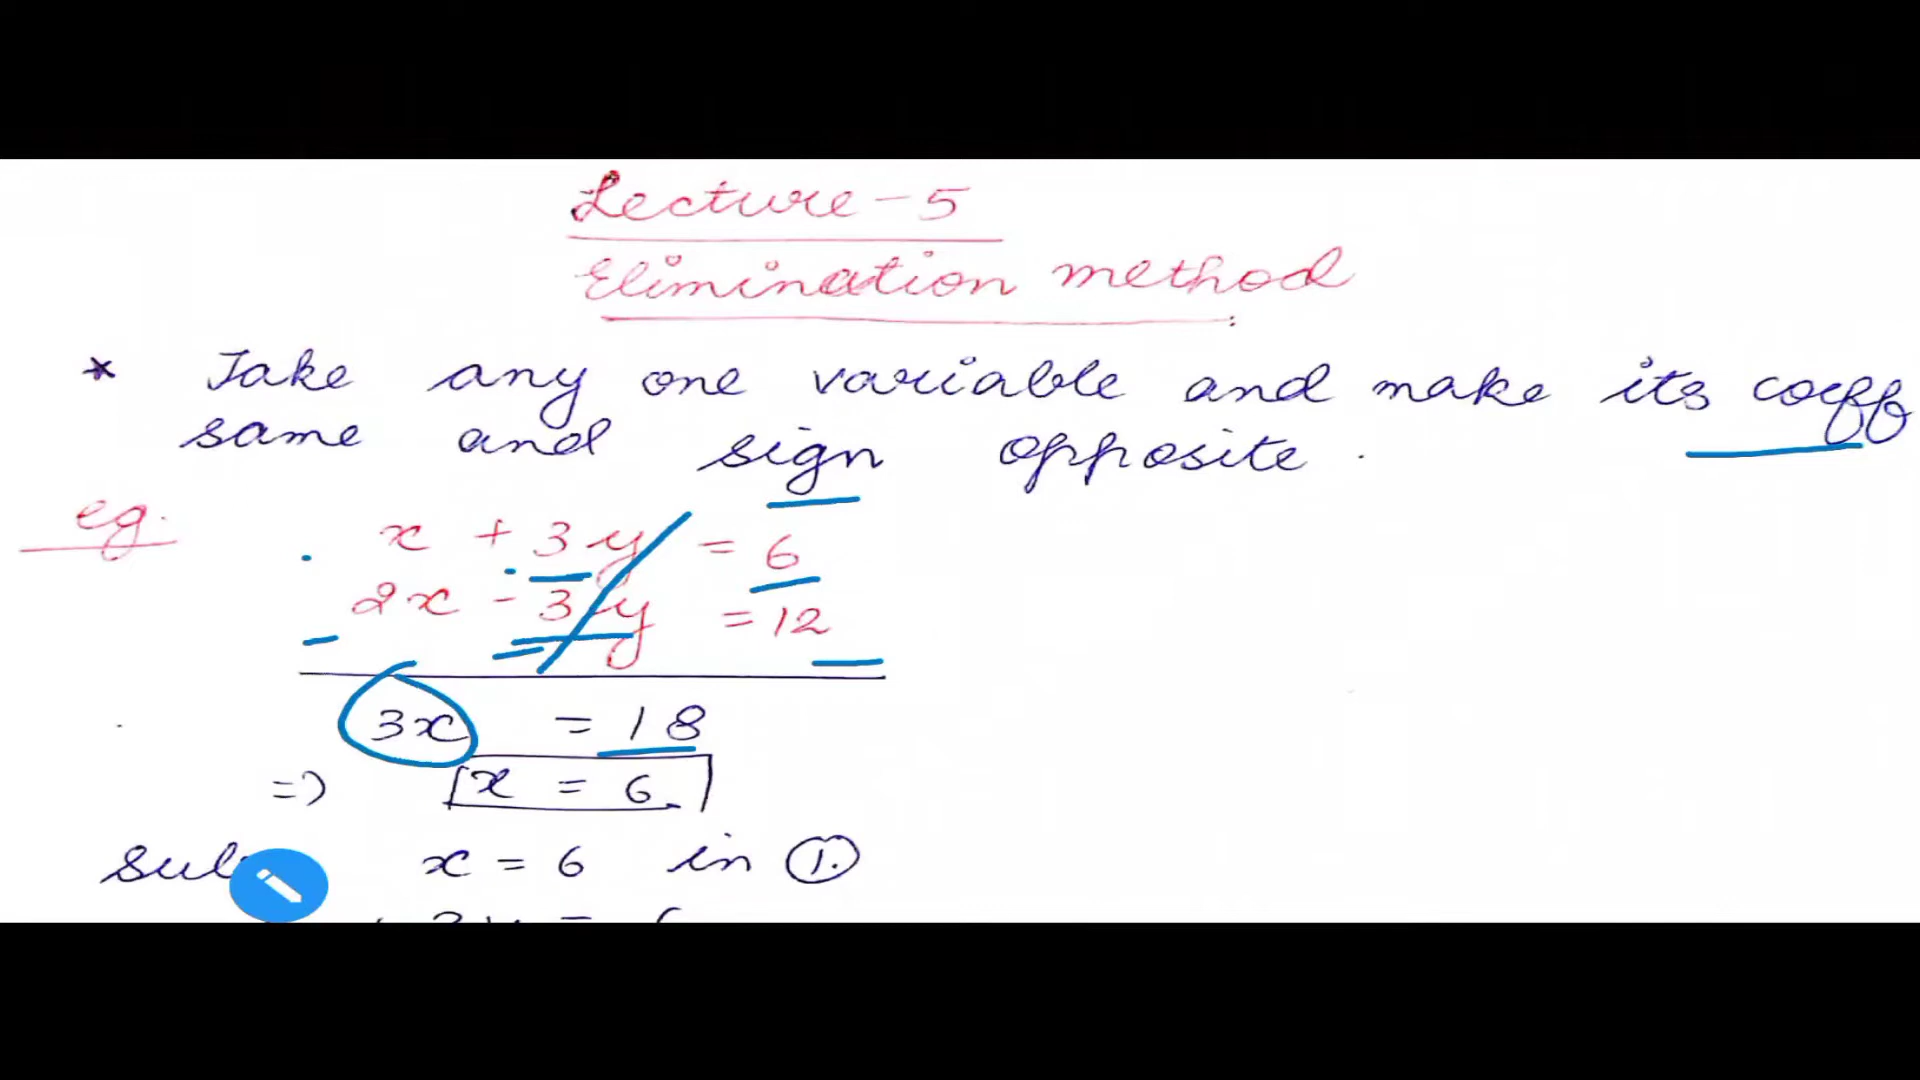 Lecture - 5
Elimination method
* Take any one variable and make its coeff
same and sign opposite.
eg.
x + 3y = 6
2x - 3y = 12
3x = 18
=> x = 6.
x = 6 in ①.